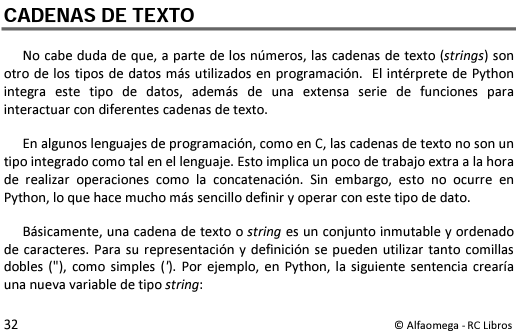 CADENAS DE TEXTO
No cabe duda de que, a parte de los números, las cadenas de texto (strings) son
otro de los tipos de datos más utilizados en programación.  El intérprete de Python
integra este tipo de datos, además de una extensa serie de funciones para
interactuar con diferentes cadenas de texto.
En algunos lenguajes de programación, como en C, las cadenas de texto no son un
tipo integrado como tal en el lenguaje. Esto implica un poco de trabajo extra a la hora
de realizar operaciones como la concatenación. Sin embargo, esto no ocurre en
Python, lo que hace mucho más sencillo definir y operar con este tipo de dato.
Básicamente, una cadena de texto o string es un conjunto inmutable y ordenado
de caracteres. Para su representación y definición se pueden utilizar tanto comillas
dobles ("), como simples ('). Por ejemplo, en Python, la siguiente sentencia crearía
una nueva variable de tipo string:
32 © Alfaomega - RC Libros